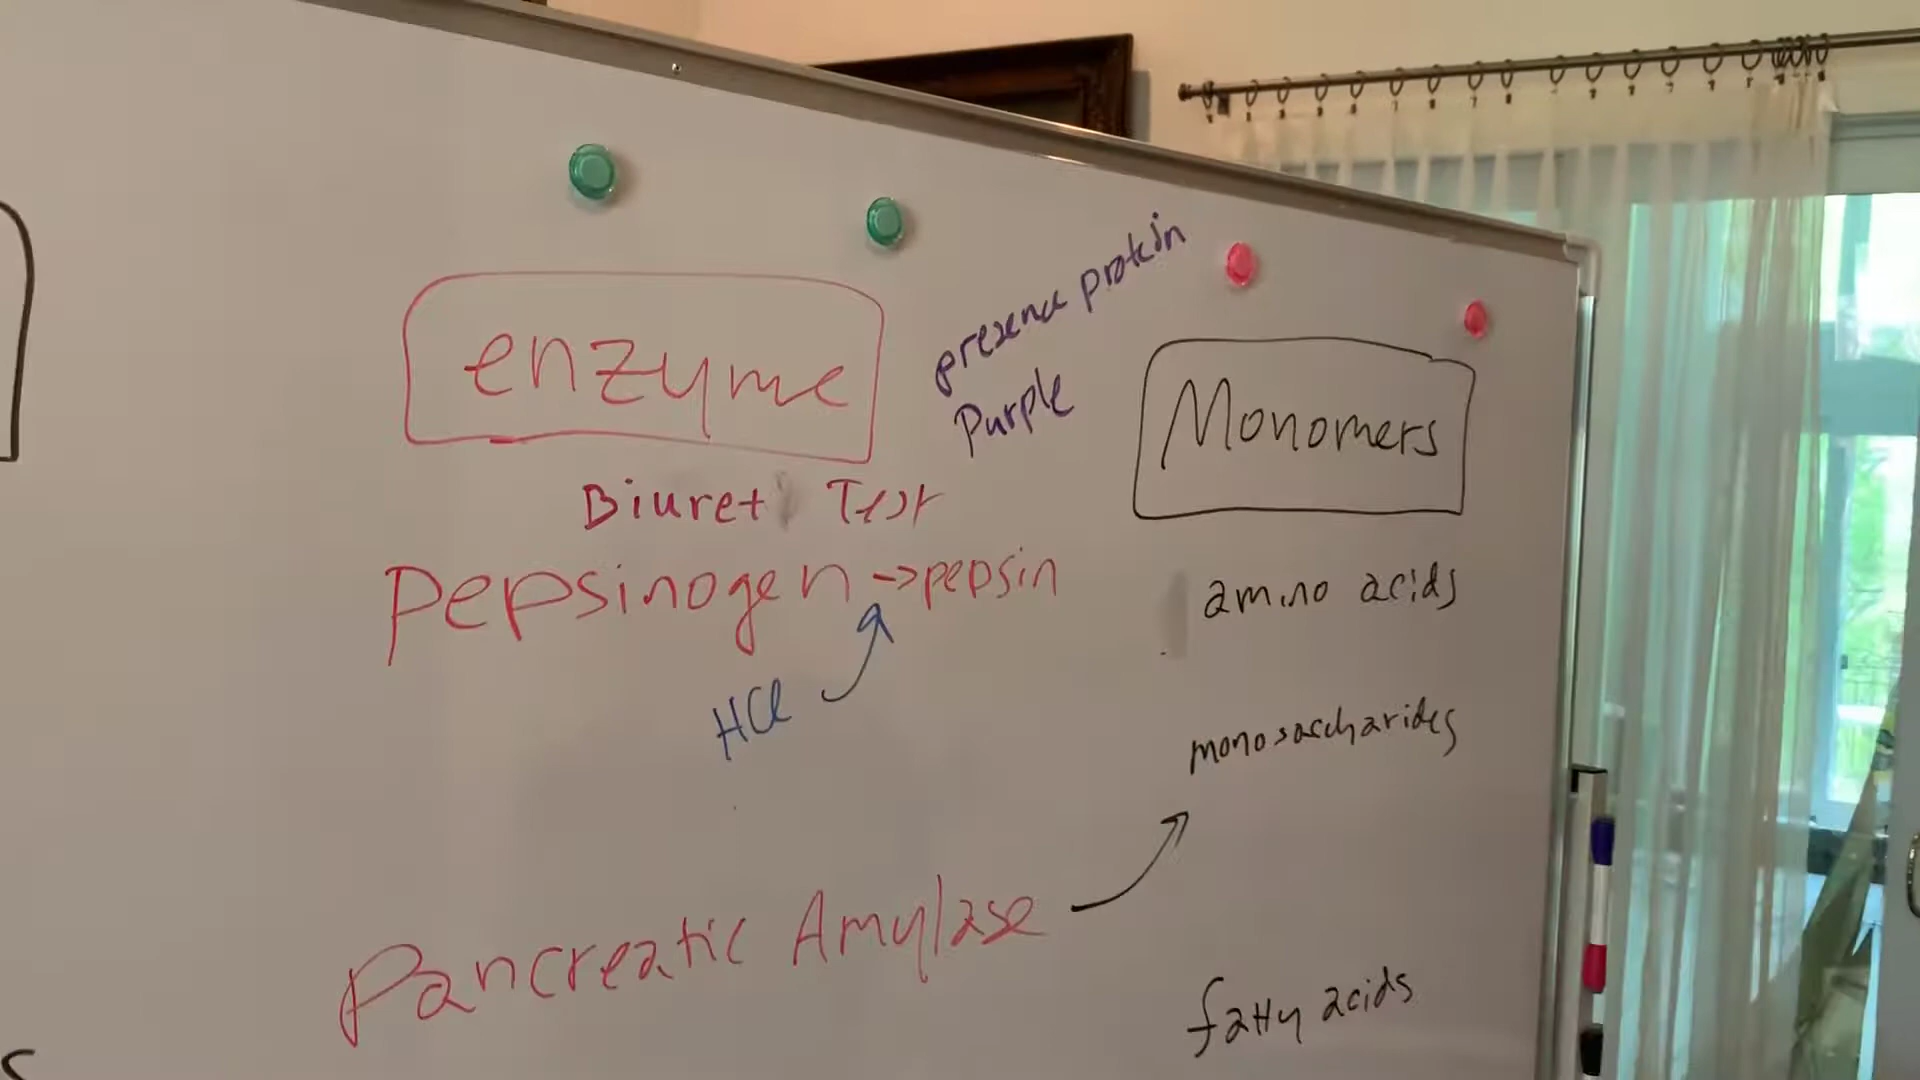 enzyme
presence protein
Purple
Monomers
Biuret Test
Pepsinogen -> pepsin
HCl
amino acids
monosaccharides
Pancreatic Amylase
fatty acids